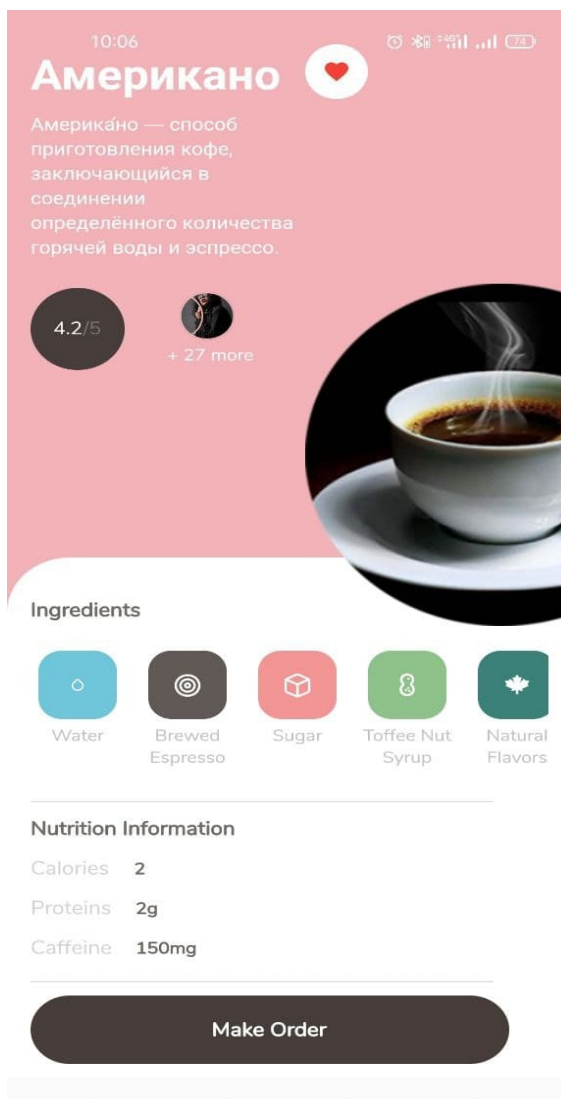 10:06
4G
74
Американо
Америка́но — способ
приготовления кофе,
заключающийся в
соединении
определённого количества
горячей воды и эспрессо.
4.2/5
+ 27 more
Ingredients
Water
Brewed
Espresso
Sugar
Toffee Nut
Syrup
Natural
Flavors
Nutrition Information
Calories 2
Proteins 2g
Caffeine 150mg
Make Order